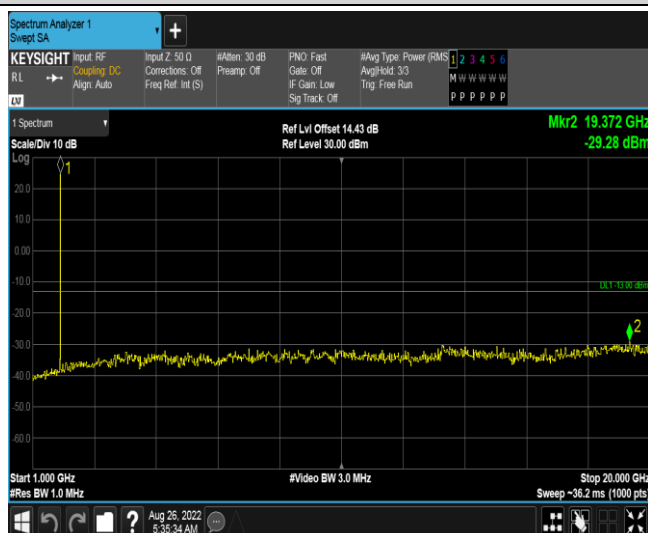 Spectrum Analyzer 1
Swept SA
+
KEYSIGHT
RL
LXI
Input: RF
Coupling: DC
Align: Auto
Input Z: 50 Ω
Corrections: Off
Freq Ref: Int (S)
#Atten: 30 dB
Preamp: Off
PNO: Fast
Gate: Off
IF Gain: Low
Sig Track: Off
#Avg Type: Power (RMS
Avg|Hold: 3/3
Trig: Free Run
1 2 3 4 5 6
M W W W W W
P P P P P P
1 Spectrum
Scale/Div 10 dB
Ref Lvl Offset 14.43 dB
Ref Level 30.00 dBm
Mkr2 19.372 GHz
-29.28 dBm
Log
1
20.0
10.0
0.00
-10.0
DL1 -13.00 dBm
-20.0
2
-30.0
-40.0
-50.0
-60.0
Start 1.000 GHz
#Video BW 3.0 MHz
Stop 20.000 GHz
#Res BW 1.0 MHz
Sweep ~36.2 ms (1000 pts)
?
Aug 26, 2022
5:35:34 AM